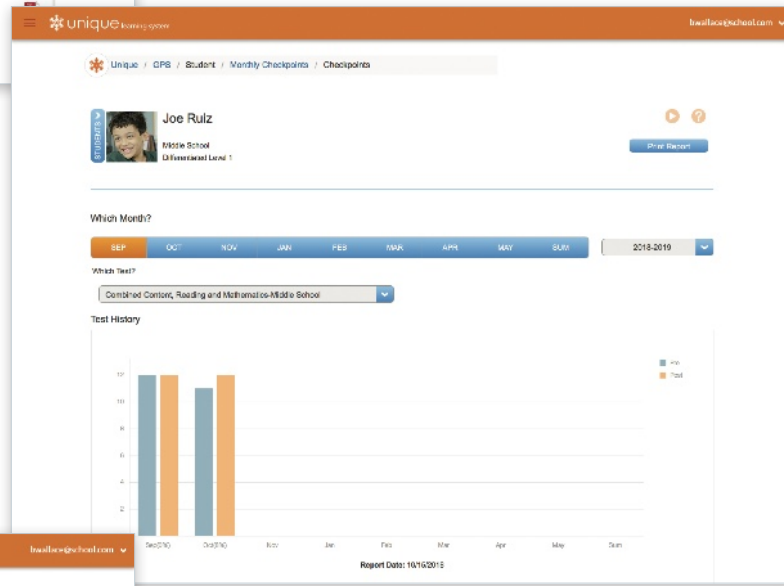 unique learning system
bwallace@school.com
Unique / GPS / Student / Monthly Checkpoints / Checkpoints
STUDENTS
Joe Ruiz
Middle School
Differentiated Level 1
Print Report
Which Month?
SEP OCT NOV JAN FEB MAR APR MAY SUM 2018-2019
Which Test?
Combined Content, Reading and Mathematics-Middle School
Test History
Pre
Post
12
10
8
6
4
2
Nov Jan Feb Mar Apr May Sum
Report Date: 10/16/2018
bwallace@school.com